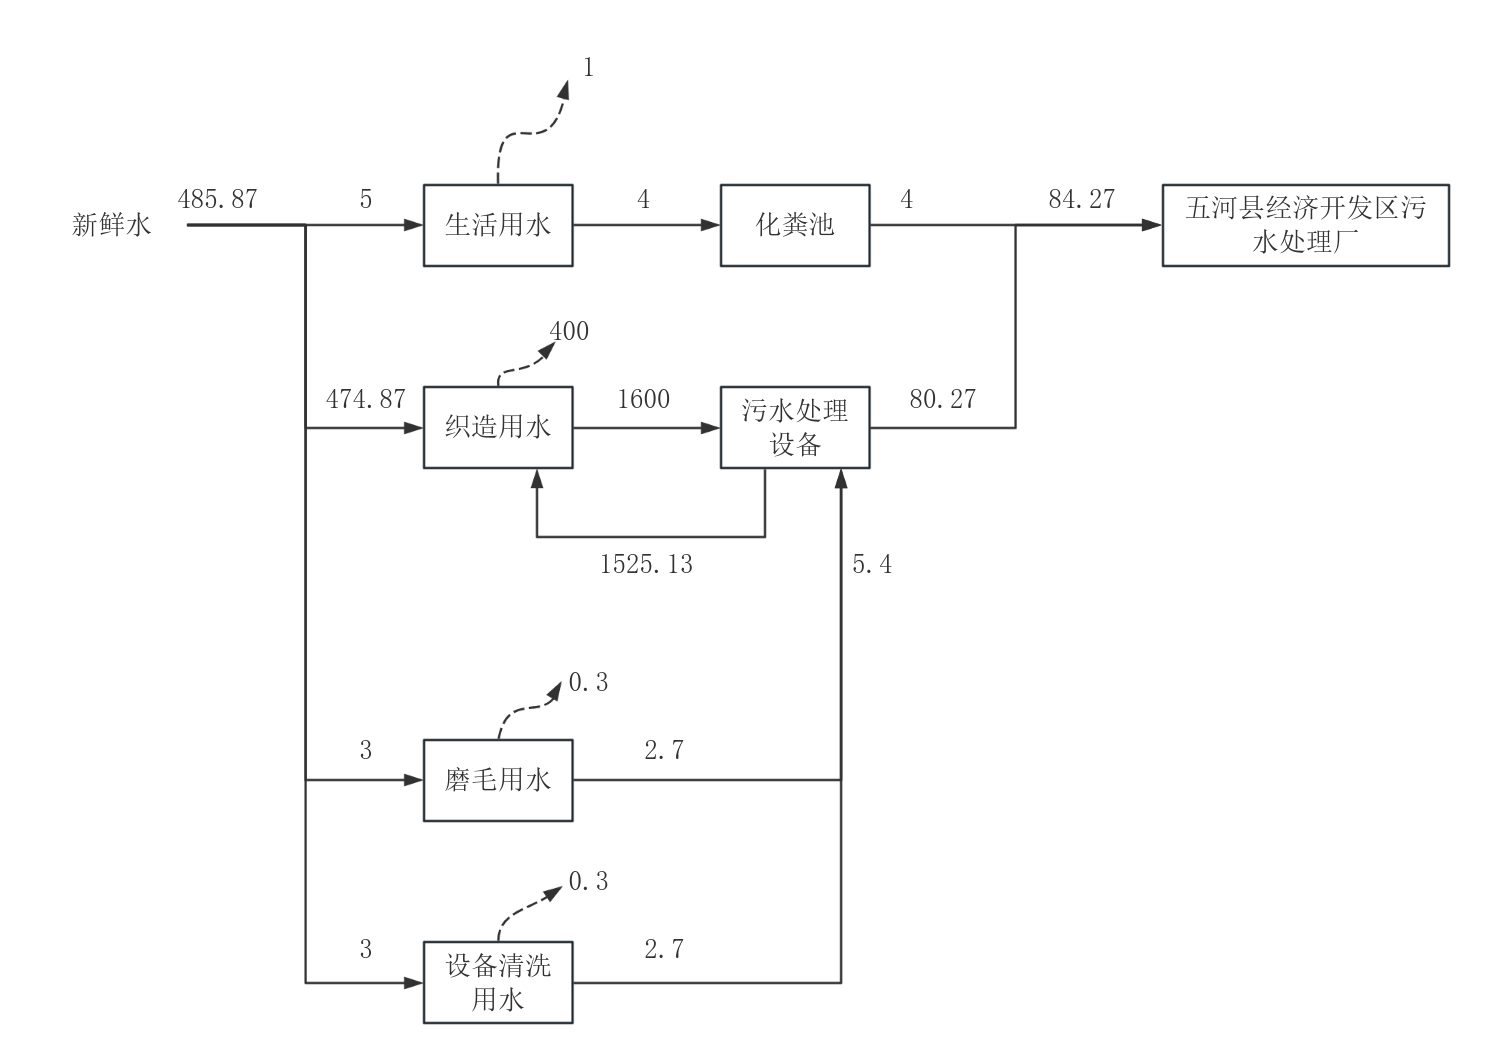 1
485.87
5
4
4
84.27
新鲜水
生活用水
化粪池
五河县经济开发区污
水处理厂
400
474.87
1600
80.27
织造用水
污水处理
设备
1525.13
5.4
0.3
3
2.7
磨毛用水
0.3
3
2.7
设备清洗
用水